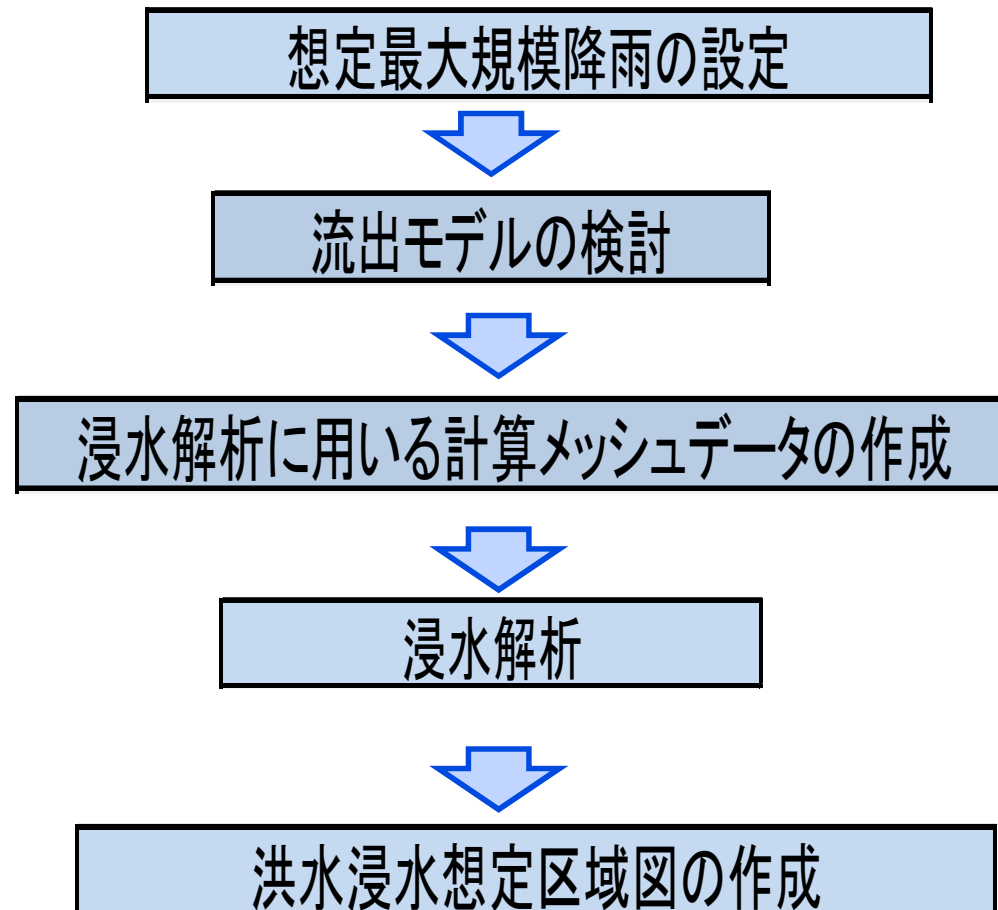 想定最大規模降雨の設定
流出モデルの検討
浸水解析に用いる計算メッシュデータの作成
浸水解析
洪水浸水想定区域図の作成